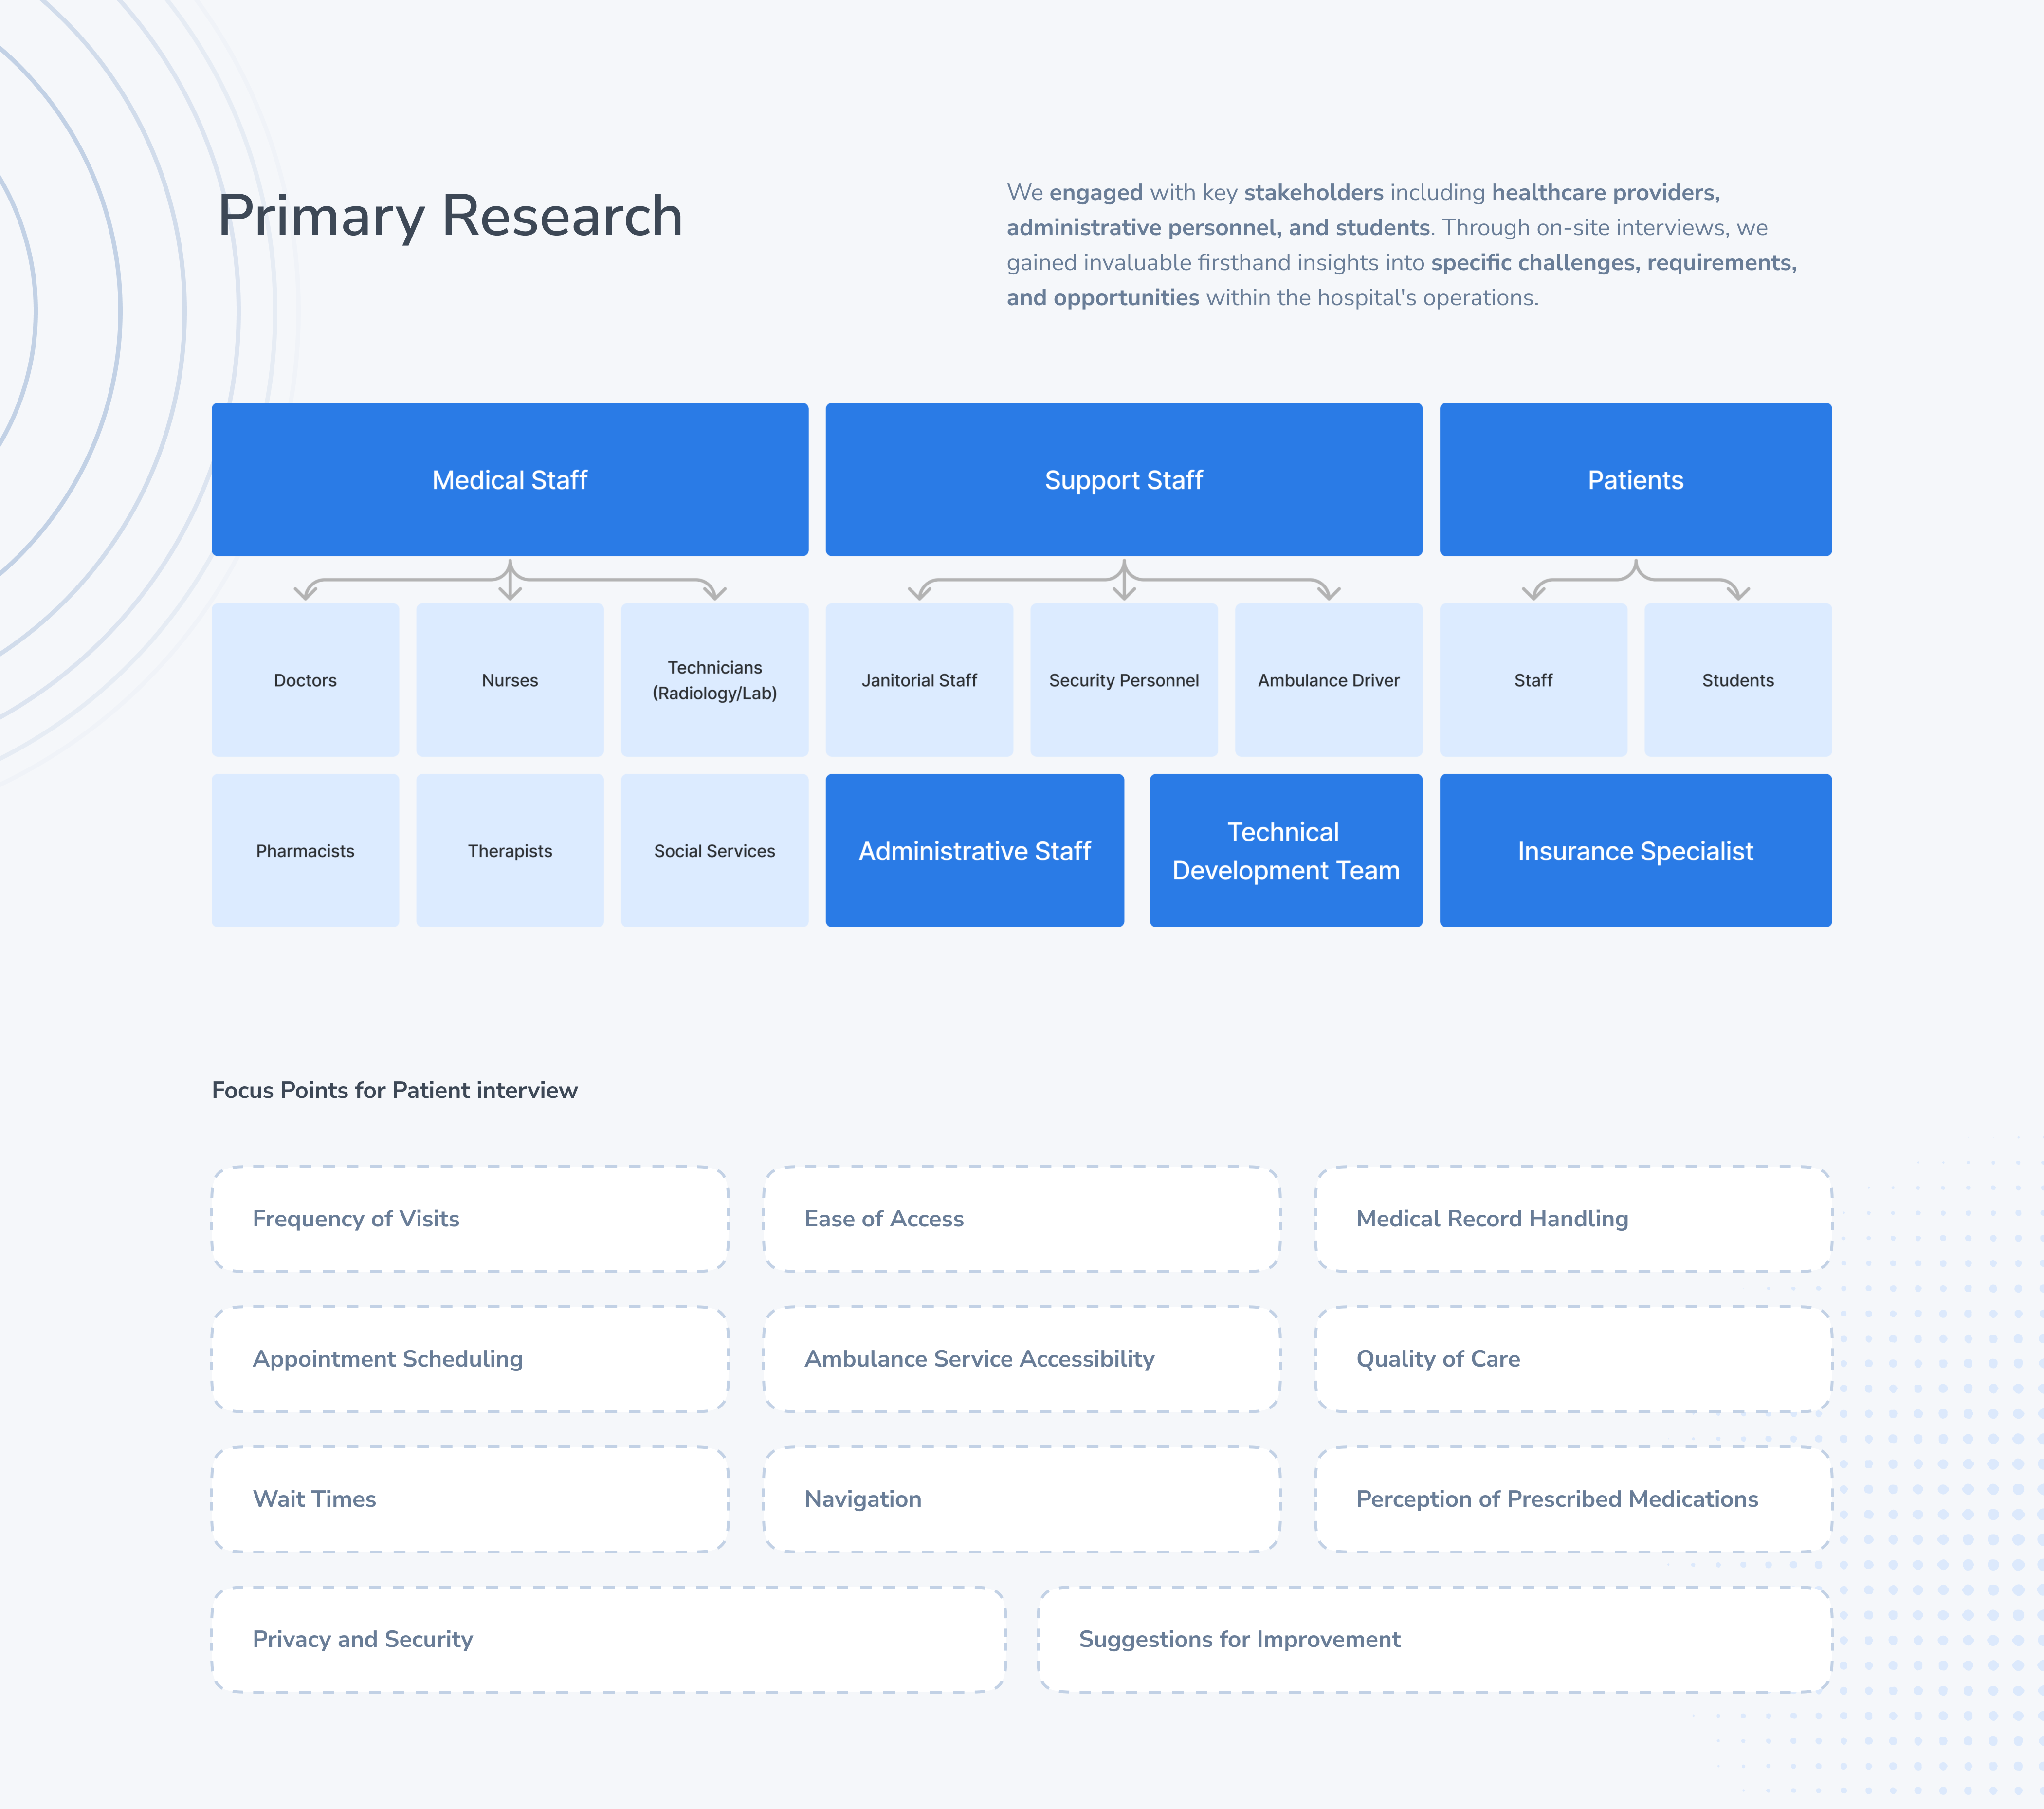 Primary Research
We engaged with key stakeholders including healthcare providers,
administrative personnel, and students. Through on-site interviews, we
gained invaluable firsthand insights into specific challenges, requirements,
and opportunities within the hospital's operations.
Medical Staff
Support Staff
Patients
Doctors
Nurses
Technicians
(Radiology/Lab)
Janitorial Staff
Security Personnel
Ambulance Driver
Staff
Students
Pharmacists
Therapists
Social Services
Administrative Staff
Technical
Development Team
Insurance Specialist
Focus Points for Patient interview
Frequency of Visits
Ease of Access
Medical Record Handling
Appointment Scheduling
Ambulance Service Accessibility
Quality of Care
Wait Times
Navigation
Perception of Prescribed Medications
Privacy and Security
Suggestions for Improvement